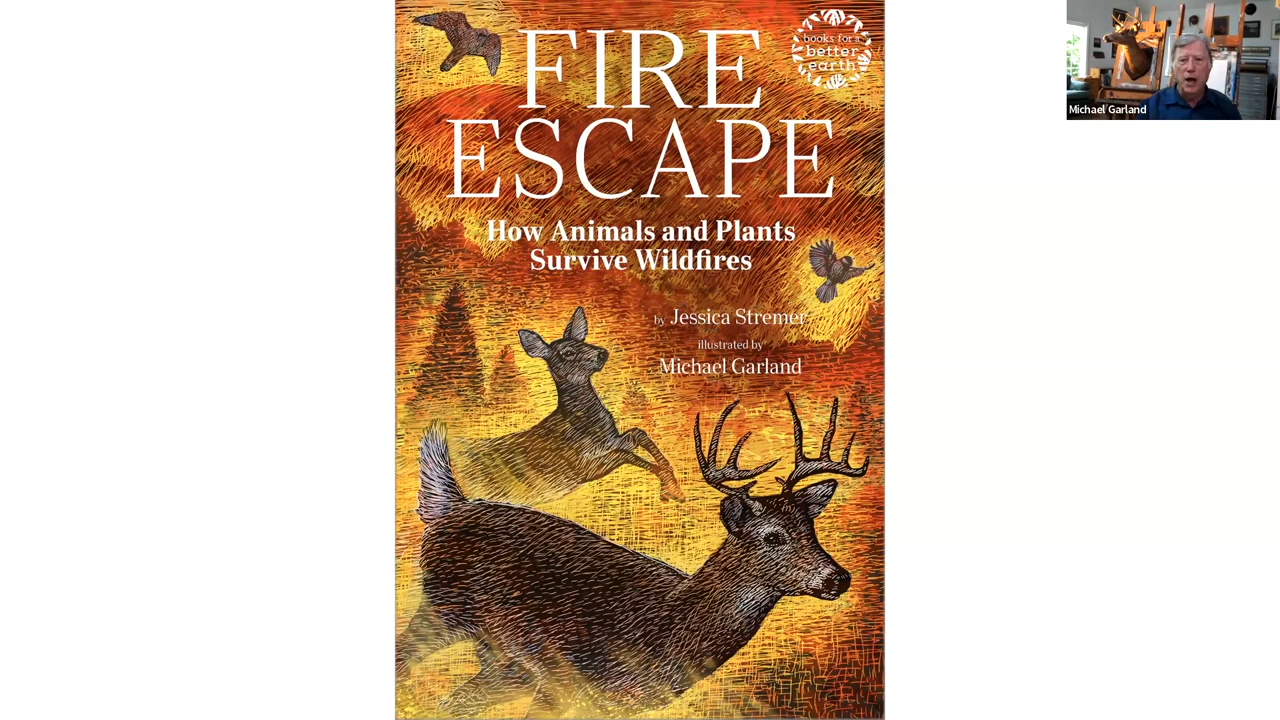 FIRE
ESCAPE
books for a
better
earth
How Animals and Plants
Survive Wildfires
by Jessica Stremer
illustrated by
Michael Garland
Michael Garland